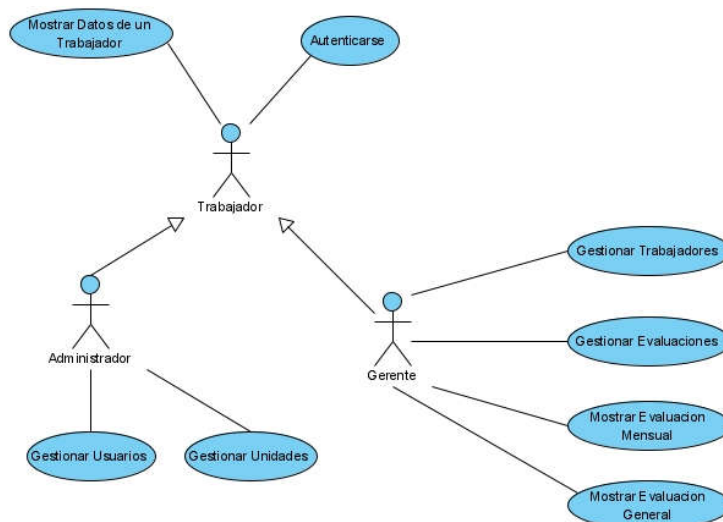 Mostrar Datos de un
Trabajador
Autenticarse
Trabajador
Gestionar Trabajadores
Administrador
Gestionar Evaluaciones
Gerente
Mostrar Evaluacion
Mensual
Gestionar Usuarios
Gestionar Unidades
Mostrar Evaluacion
General